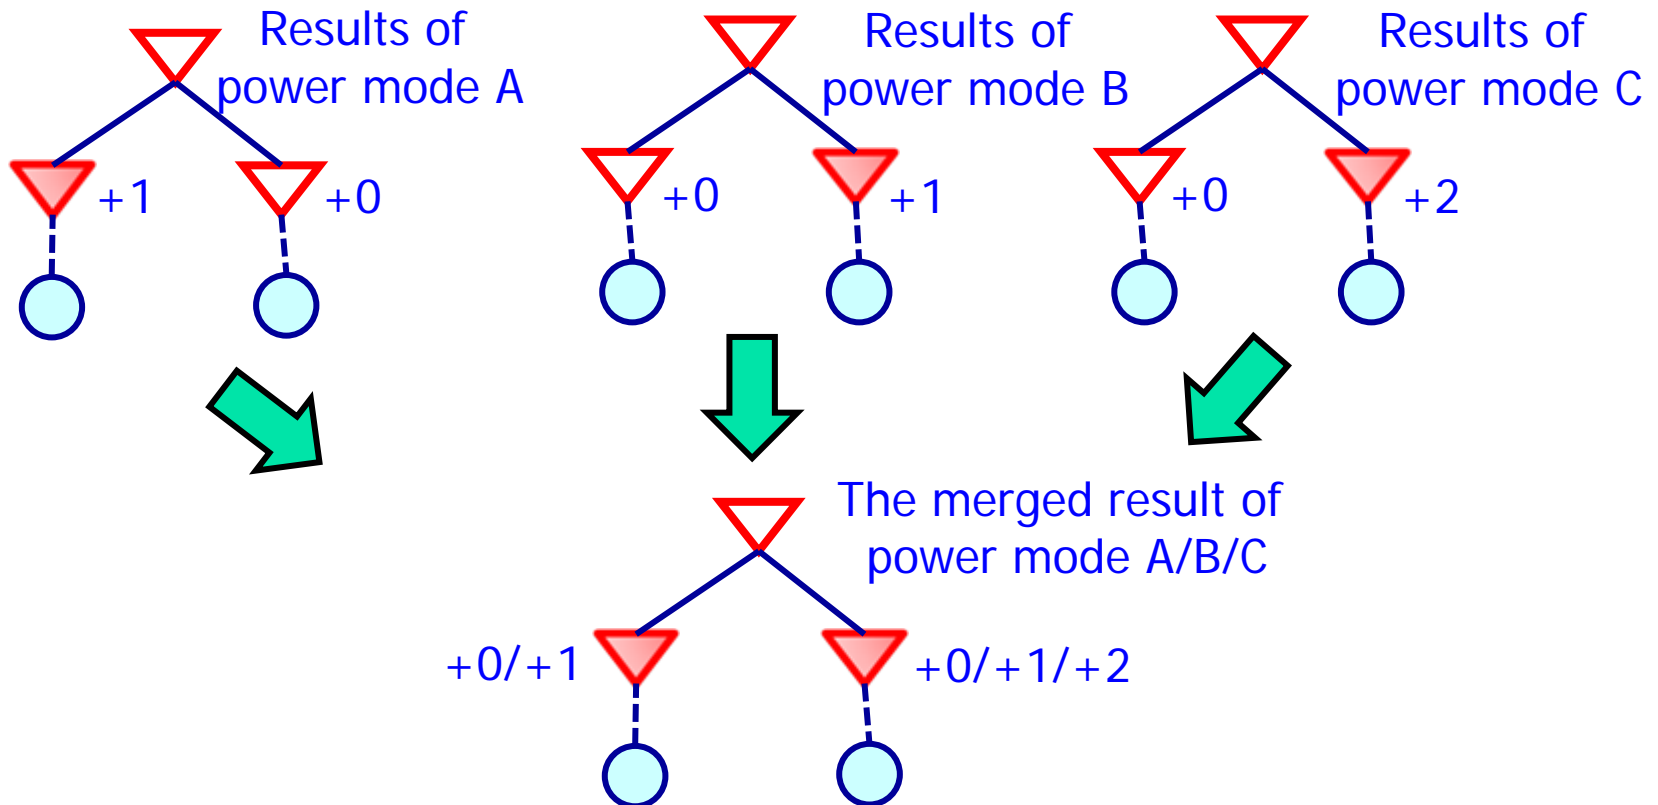 Results of
power mode A
+1
+0
Results of
power mode B
+0
+1
Results of
power mode C
+0
+2
The merged result of
power mode A/B/C
+0/+1
+0/+1/+2